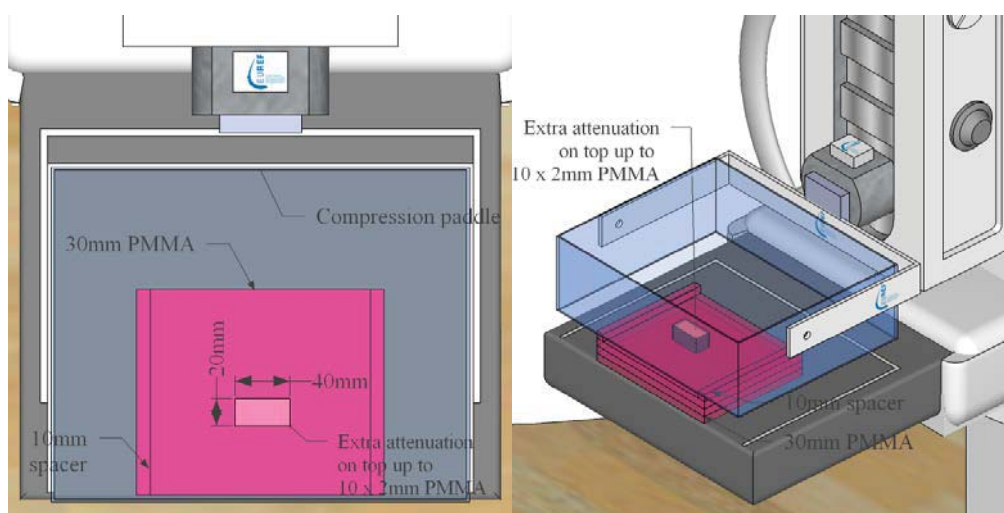 EUREF
Compression paddle
30mm PMMA
20mm
40mm
10mm
spacer
Extra attenuation
on top up to
10 x 2mm PMMA
Extra attenuation
on top up to
10 x 2mm PMMA
10mm spacer
30mm PMMA